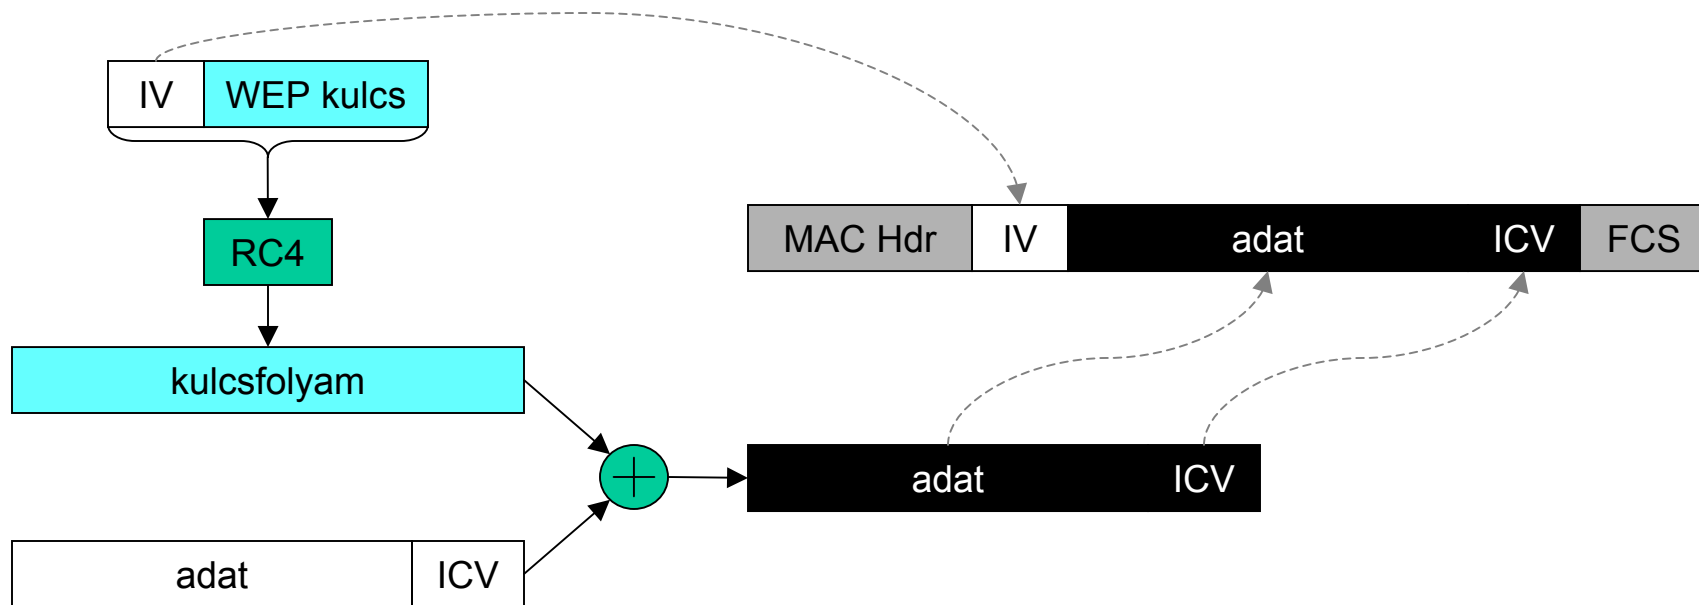 IV WEP kulcs
RC4
MAC Hdr IV adat ICV FCS
kulcsfolyam
adat ICV
adat ICV